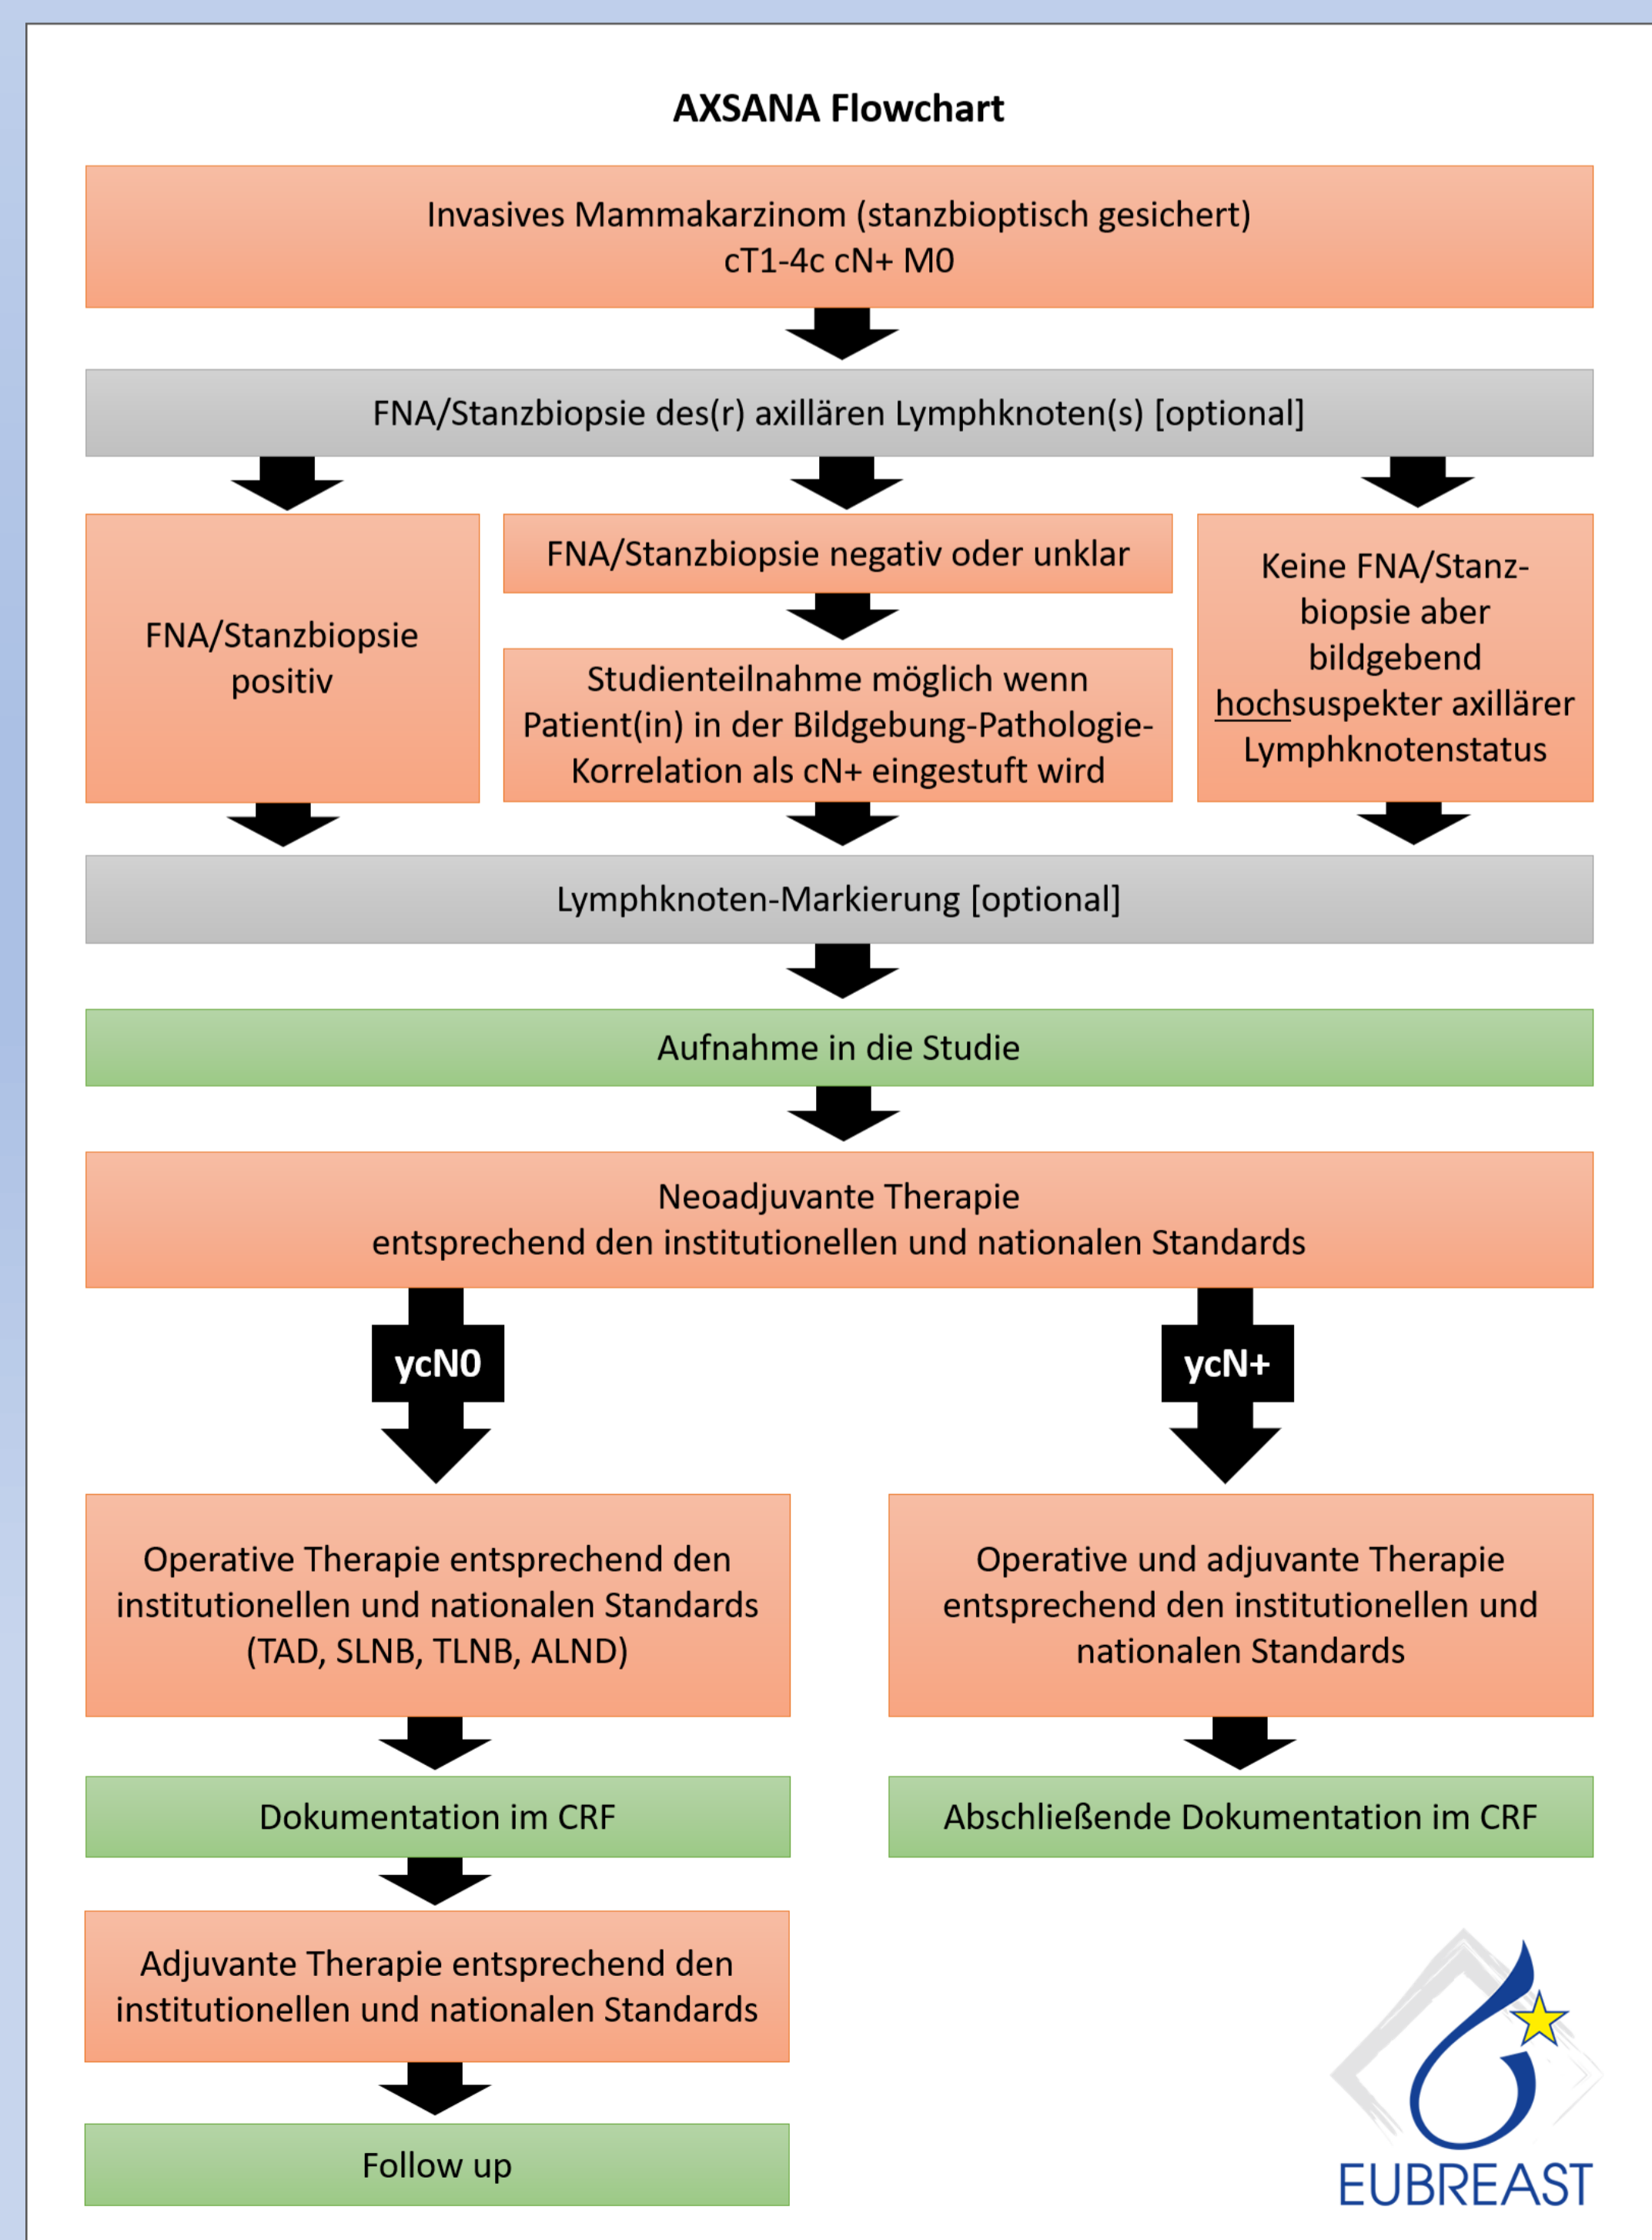 AXSANA Flowchart
Invasives Mammakarzinom (stanzbioptisch gesichert)
cT1-4c cN+ M0
FNA/Stanzbiopsie des(r) axillären Lymphknoten(s) [optional]
FNA/Stanzbiopsie
positiv
FNA/Stanzbiopsie negativ oder unklar
Studienteilnahme möglich wenn
Patient(in) in der Bildgebung-Pathologie-
Korrelation als cN+ eingestuft wird
Keine FNA/Stanz-
biopsie aber
bildgebend
hochsuspekter axillärer
Lymphknotenstatus
Lymphknoten-Markierung [optional]
Aufnahme in die Studie
Neoadjuvante Therapie
entsprechend den institutionellen und nationalen Standards
ycN0
ycN+
Operative Therapie entsprechend den
institutionellen und nationalen Standards
(TAD, SLNB, TLNB, ALND)
Operative und adjuvante Therapie
entsprechend den institutionellen und
nationalen Standards
Dokumentation im CRF
Abschließende Dokumentation im CRF
Adjuvante Therapie entsprechend den
institutionellen und nationalen Standards
Follow up
EUBREAST